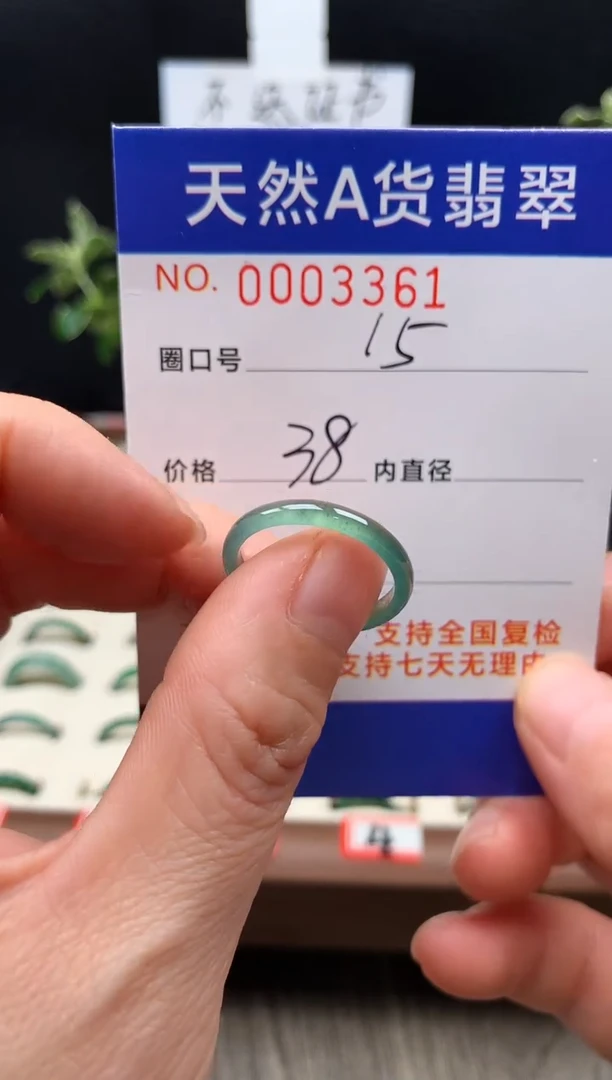 天然A货翡翠
NO. 0003361
圈口号 15
价格 38 内直径
支持全国复检
支持七天无理由
4